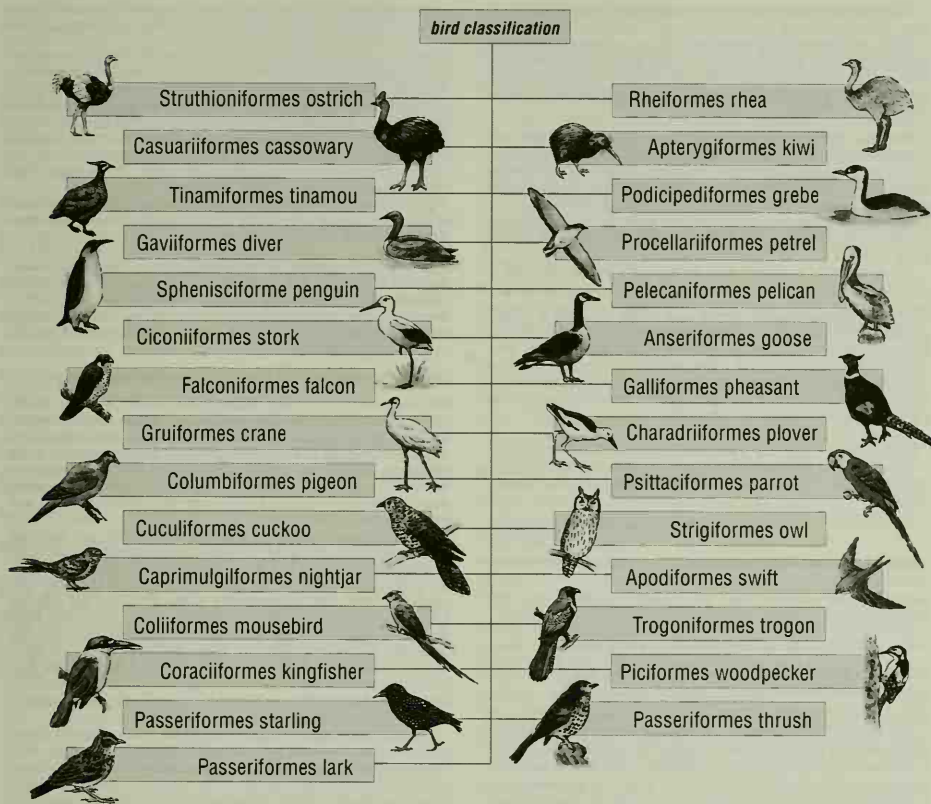 bird classification
Struthioniformes ostrich
Rheiformes rhea
Casuariiformes cassowary
Apterygiformes kiwi
Tinamiformes tinamou
Podicipediformes grebe
Gaviiformes diver
Procellariiformes petrel
Sphenisciforme penguin
Pelecaniformes pelican
Ciconiiformes stork
Anseriformes goose
Falconiformes falcon
Galliformes pheasant
Gruiformes crane
Charadriiformes plover
Columbiformes pigeon
Psittaciformes parrot
Cuculiformes cuckoo
Strigiformes owl
Caprimulgilformes nightjar
Apodiformes swift
Coliiformes mousebird
Trogoniformes trogon
Coraciiformes kingfisher
Piciformes woodpecker
Passeriformes starling
Passeriformes thrush
Passeriformes lark